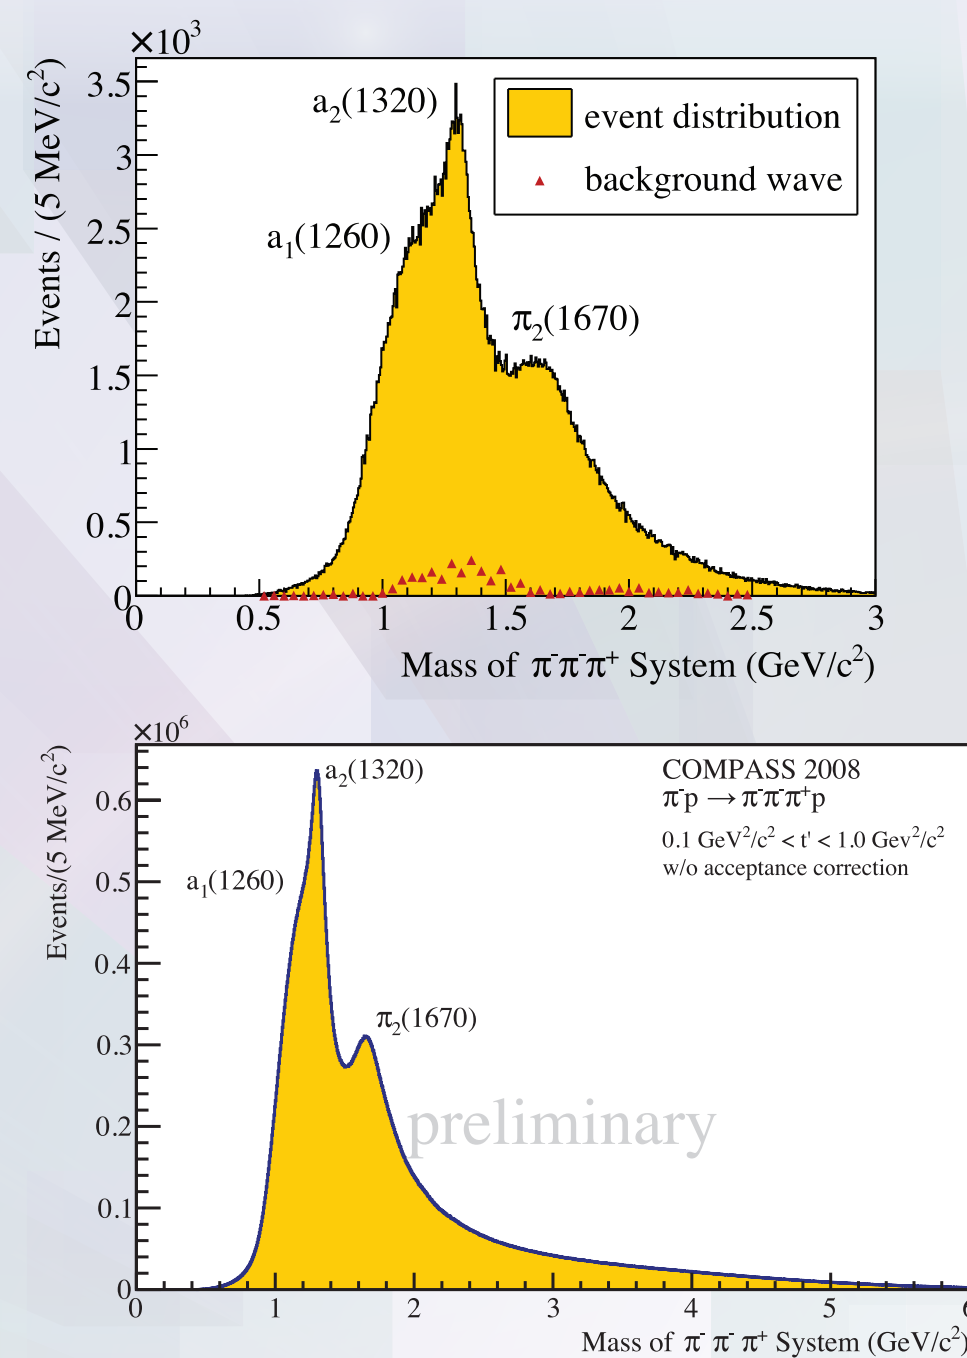 ×10³
Events / (5 MeV/c²)
3.5
3
2.5
2
1.5
1
0.5
0
a₂(1320)
a₁(1260)
π₂(1670)
event distribution
background wave
0 0.5 1 1.5 2 2.5 3
Mass of π⁻π⁻π⁺ System (GeV/c²)
×10⁶
Events/(5 MeV/c²)
0.6
0.5
0.4
0.3
0.2
0.1
0
a₂(1320)
a₁(1260)
π₂(1670)
COMPASS 2008
π⁻p → π⁻π⁻π⁺p
0.1 GeV²/c² < t' < 1.0 Gev²/c²
w/o acceptance correction
preliminary
0 1 2 3 4 5 6
Mass of π⁻ π⁻ π⁺ System (GeV/c²)